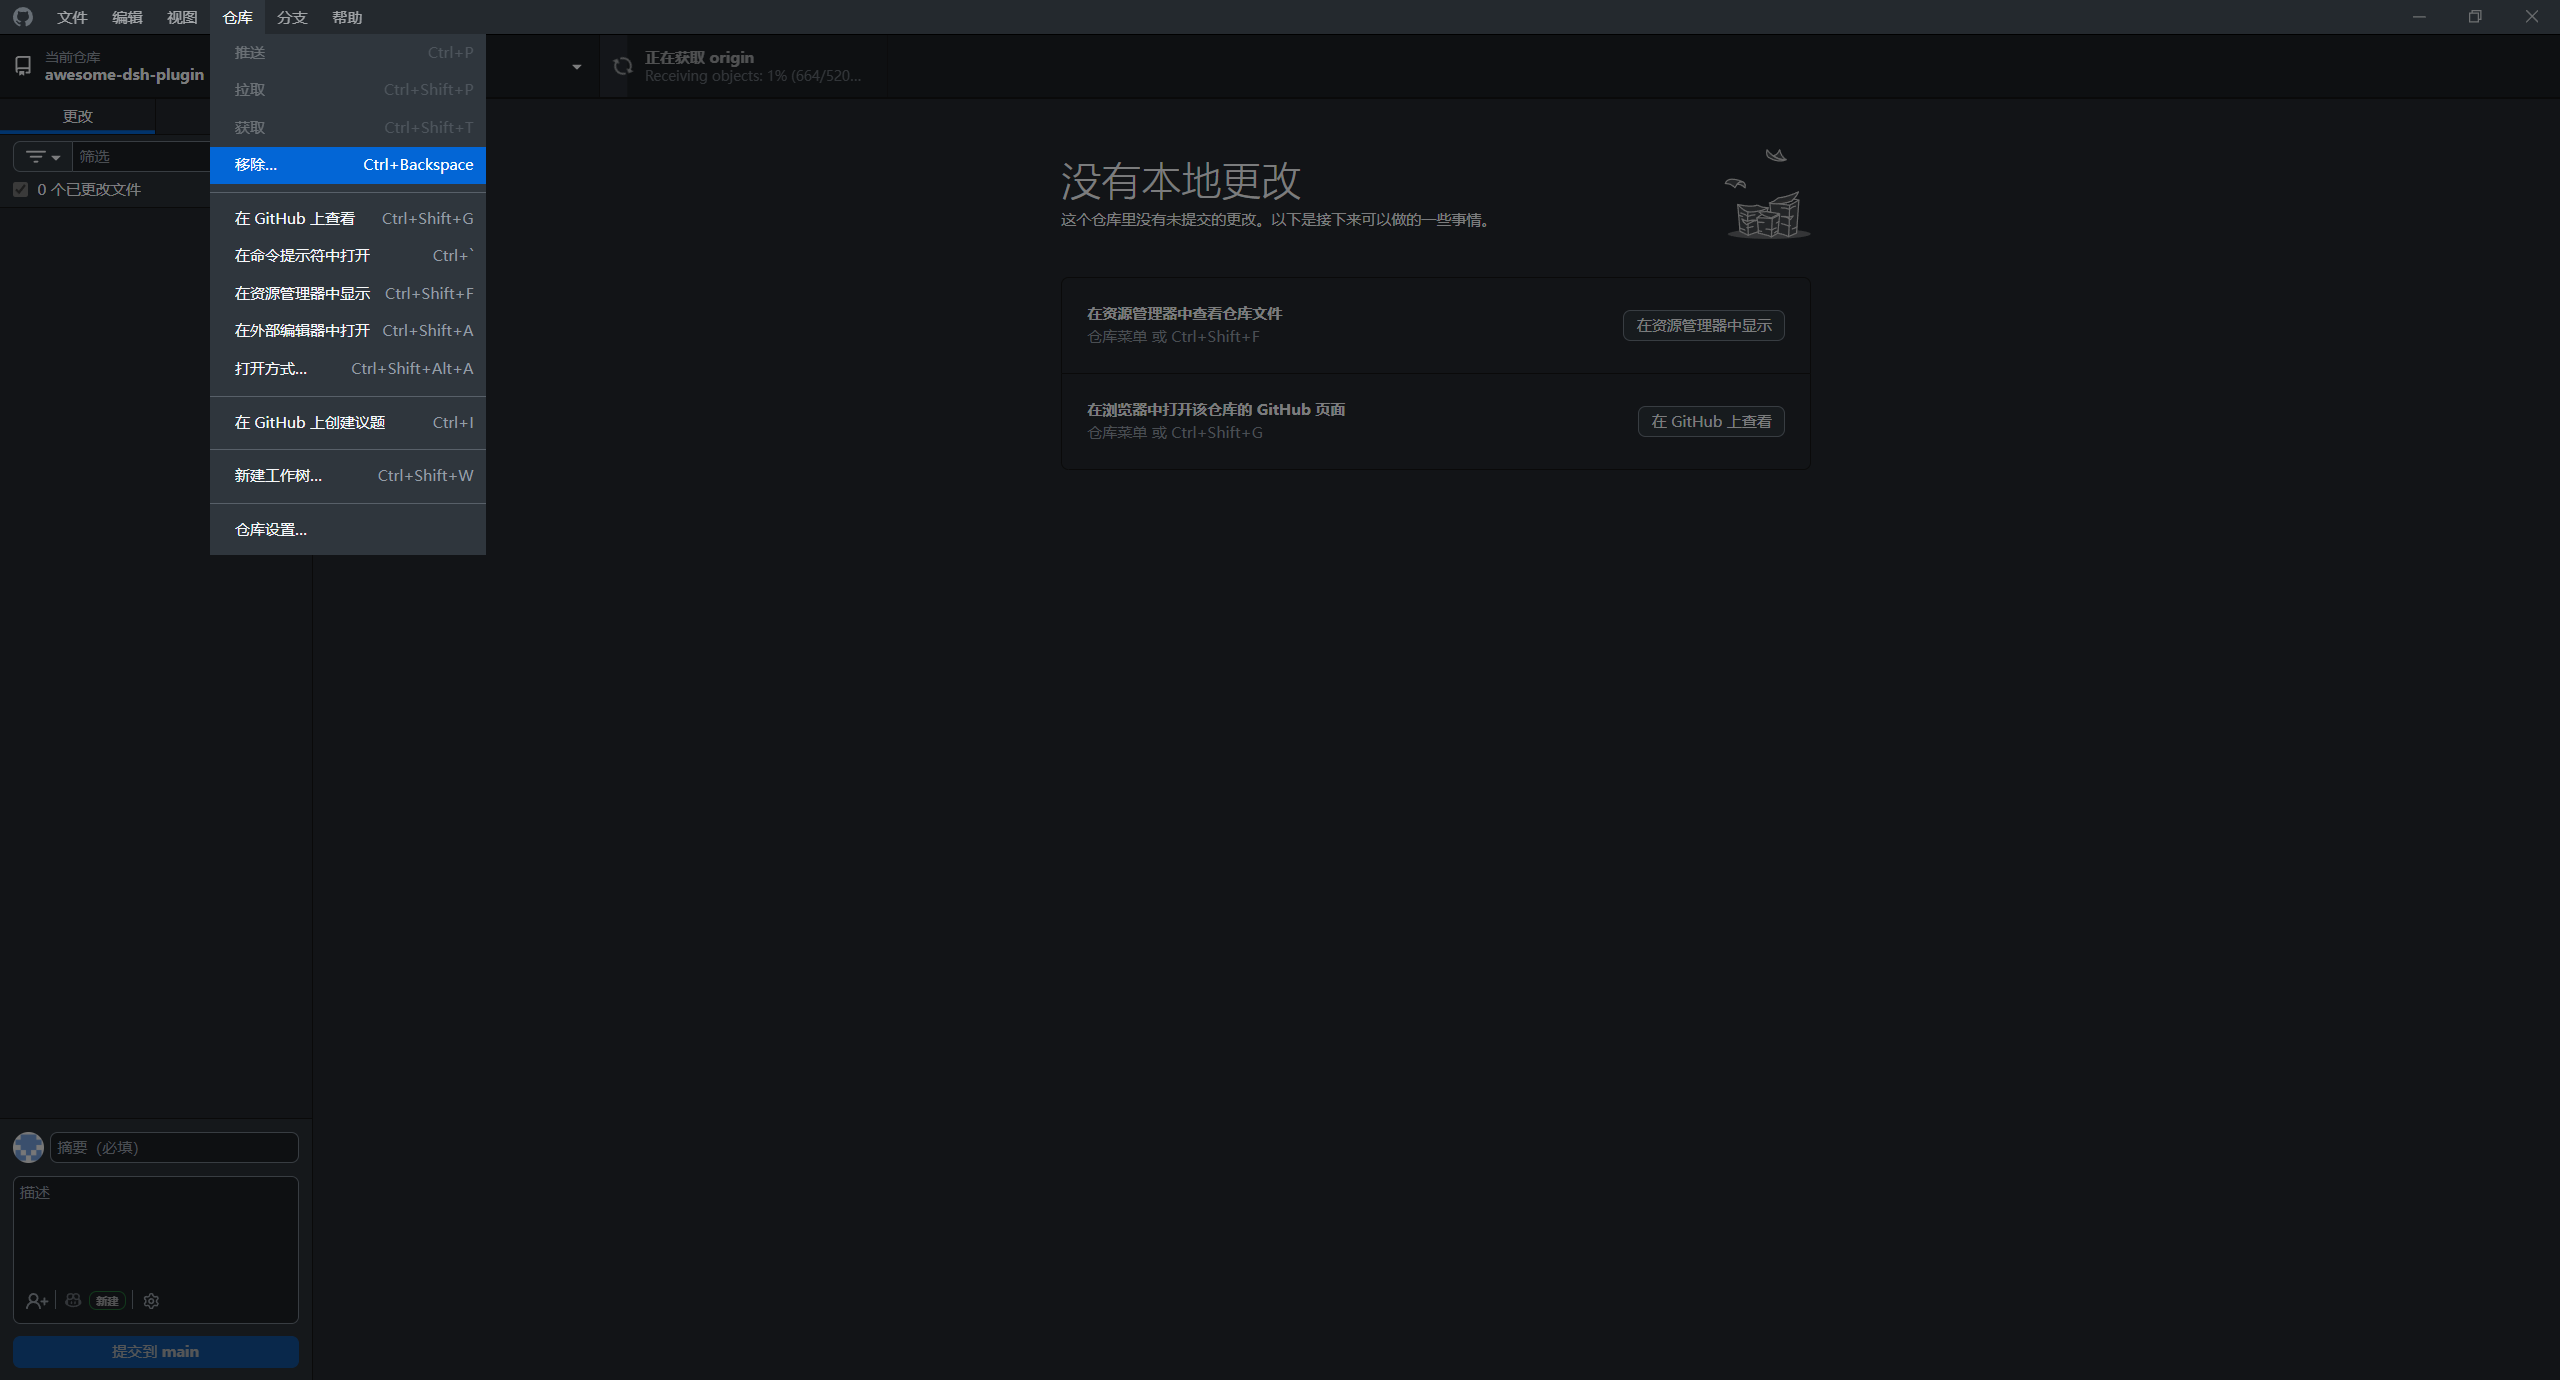 文件 编辑 视图 仓库 分支 帮助
当前仓库
awesome-dsh-plugin
正在获取 origin
Receiving objects: 1% (664/520...
推送 Ctrl+P
拉取 Ctrl+Shift+P
获取 Ctrl+Shift+T
移除... Ctrl+Backspace
在 GitHub 上查看 Ctrl+Shift+G
在命令提示符中打开 Ctrl+`
在资源管理器中显示 Ctrl+Shift+F
在外部编辑器中打开 Ctrl+Shift+A
打开方式... Ctrl+Shift+Alt+A
在 GitHub 上创建议题 Ctrl+I
新建工作树... Ctrl+Shift+W
仓库设置...
更改
筛选
0 个已更改文件
没有本地更改
这个仓库里没有未提交的更改。以下是接下来可以做的一些事情。
在资源管理器中查看仓库文件
仓库菜单 或 Ctrl+Shift+F
在资源管理器中显示
在浏览器中打开该仓库的 GitHub 页面
仓库菜单 或 Ctrl+Shift+G
在 GitHub 上查看
摘要（必填）
描述
新建
提交到 main